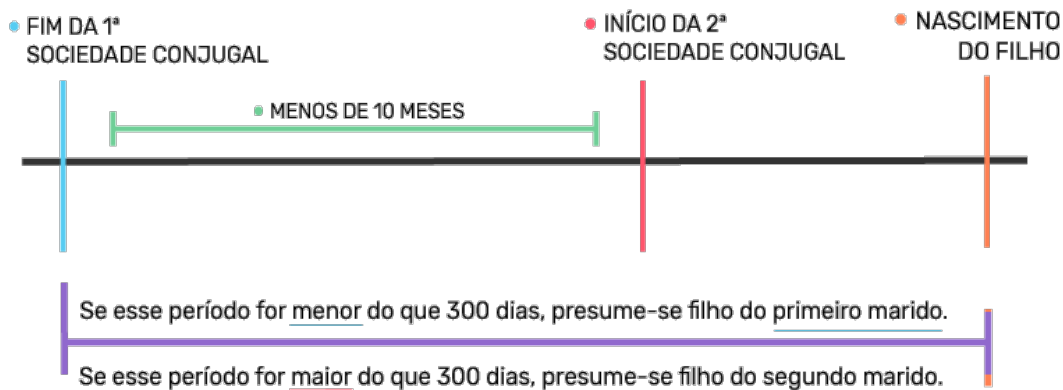 FIM DA 1ª
SOCIEDADE CONJUGAL
INÍCIO DA 2ª
SOCIEDADE CONJUGAL
NASCIMENTO
DO FILHO
MENOS DE 10 MESES
Se esse período for menor do que 300 dias, presume-se filho do primeiro marido.
Se esse período for maior do que 300 dias, presume-se filho do segundo marido.